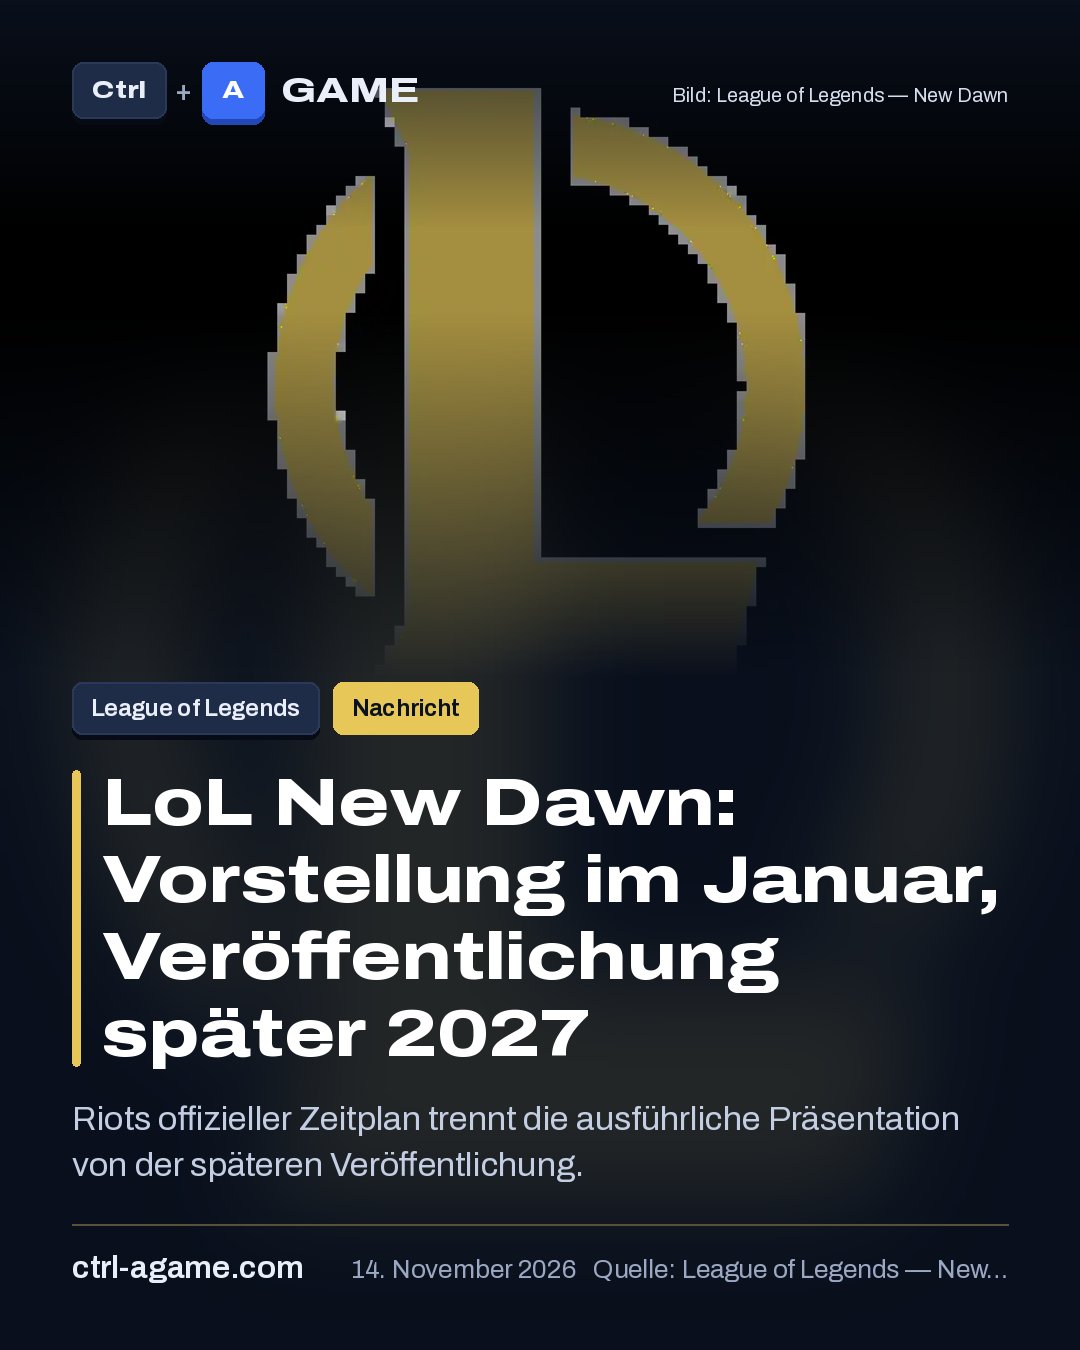 Ctrl + A GAME
Bild: League of Legends — New Dawn
League of Legends
Nachricht
LoL New Dawn:
Vorstellung im Januar,
Veröffentlichung
später 2027
Riots offizieller Zeitplan trennt die ausführliche Präsentation
von der späteren Veröffentlichung.
ctrl-agame.com
14. November 2026 Quelle: League of Legends — New...